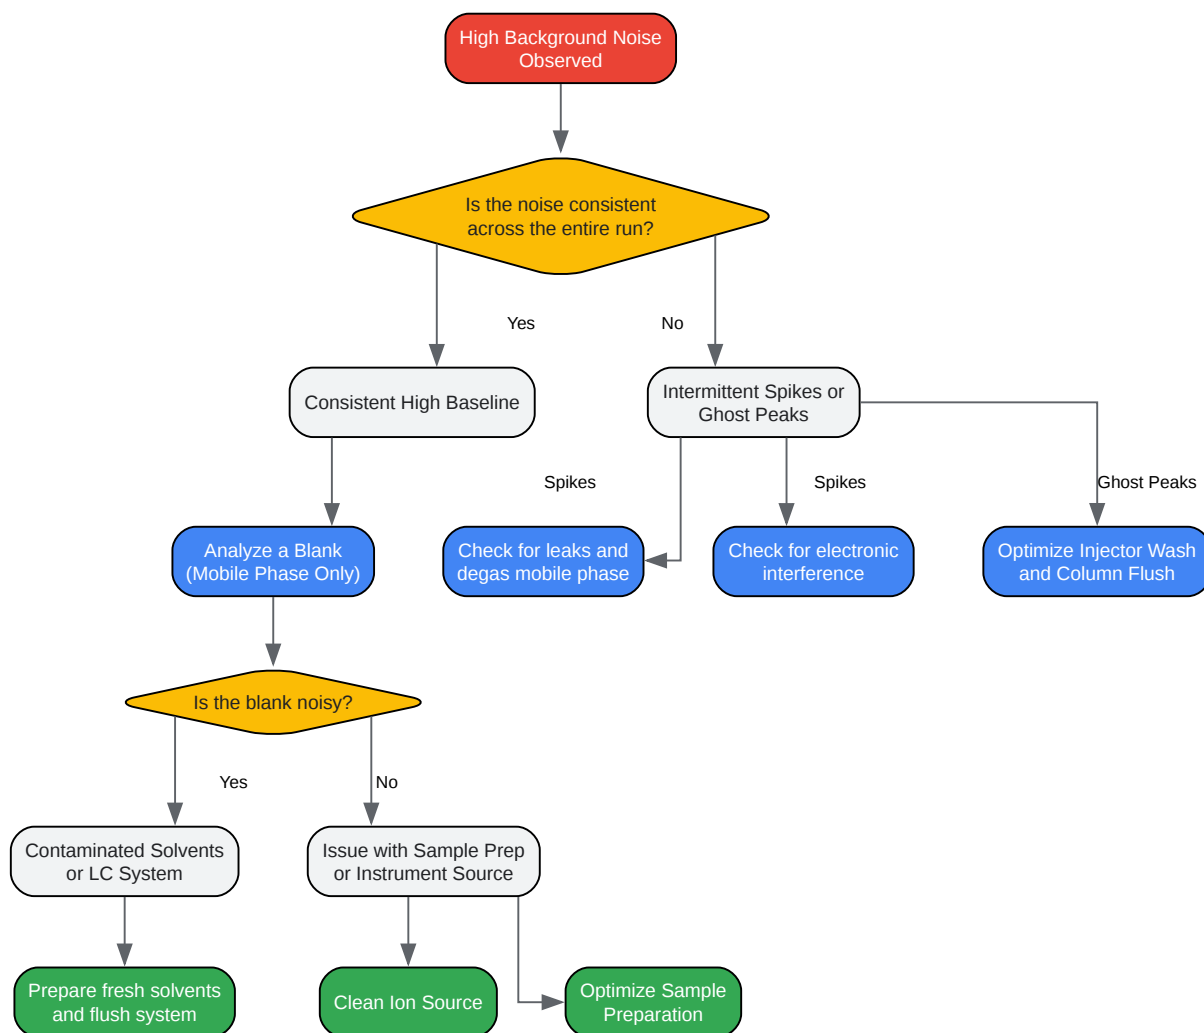 High Background Noise
Observed
Is the noise consistent
across the entire run?
Yes
No
Consistent High Baseline
Intermittent Spikes or
Ghost Peaks
Spikes
Spikes
Ghost Peaks
Analyze a Blank
(Mobile Phase Only)
Check for leaks and
degas mobile phase
Check for electronic
interference
Optimize Injector Wash
and Column Flush
Is the blank noisy?
Yes
No
Contaminated Solvents
or LC System
Issue with Sample Prep
or Instrument Source
Prepare fresh solvents
and flush system
Clean Ion Source
Optimize Sample
Preparation